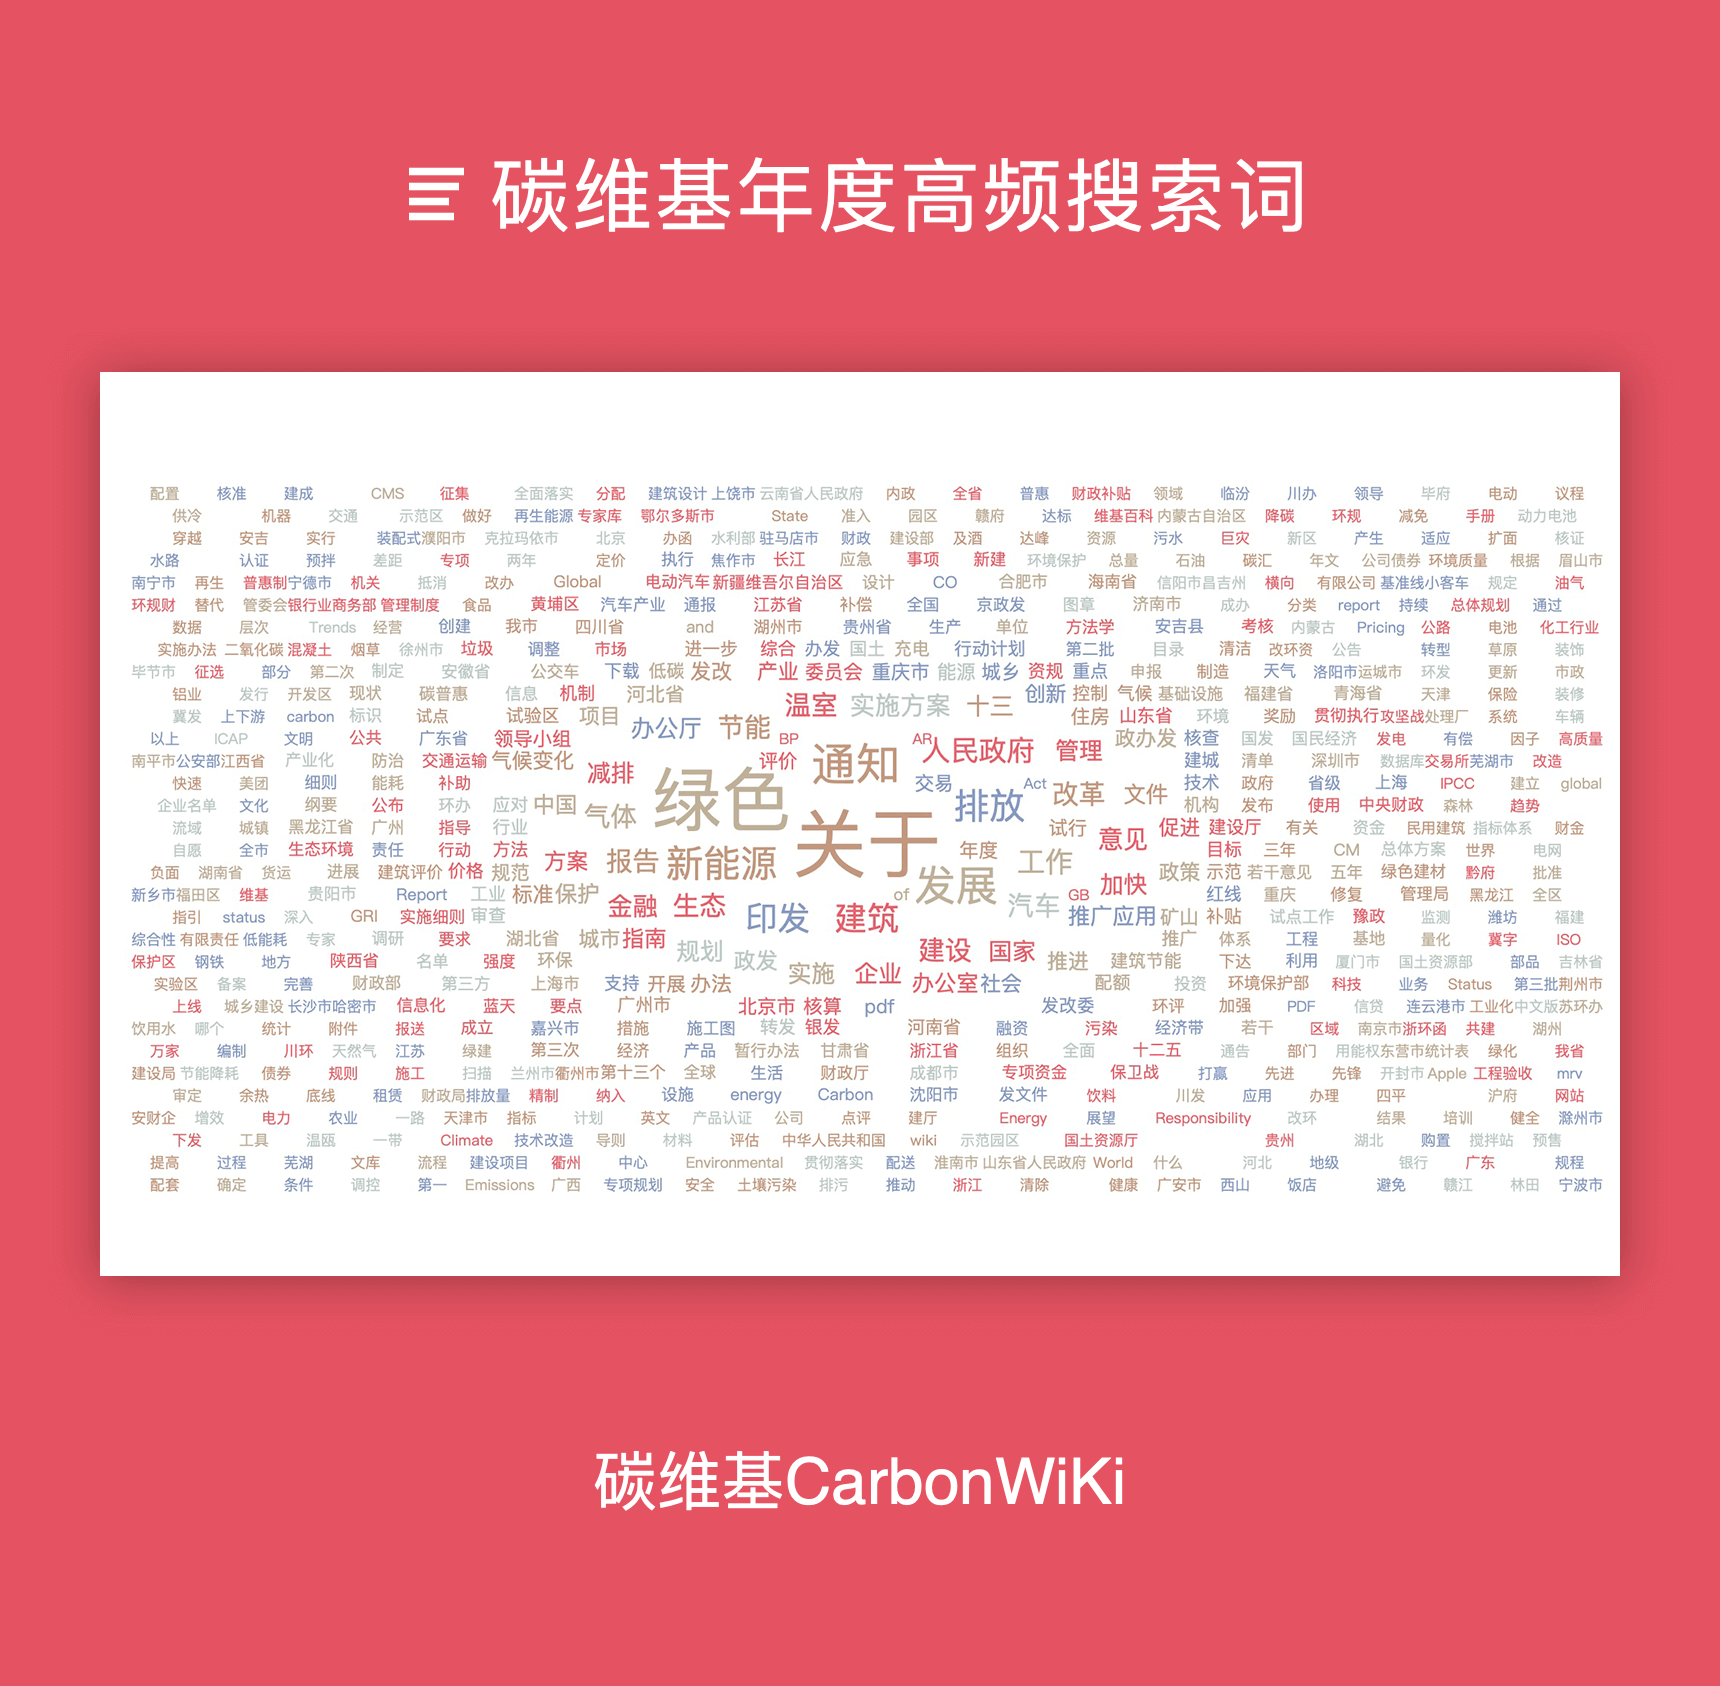 碳维基年度高频搜索词
配置 核准 建成 CMS 征集 全面落实 分配 建筑设计 上饶市 云南省人民政府 内政 全省 普惠 财政补贴 领域 临汾 川办 领导 毕府 电动 议程
供冷 机器 交通 示范区 做好 再生能源 专家库 鄂尔多斯市 State 准入 园区 赣府 达标 维基百科 内蒙古自治区 降碳 环规 减免 手册 动力电池
穿越 安吉 实行 装配式 濮阳市 克拉玛依市 北京 办函 水利部 驻马店市 财政 建设部 及酒 达峰 资源 污水 巨灾 新区 产生 适应 扩面 核证
水路 认证 预拌 差距 专项 两年 定价 执行 焦作市 长江 应急 事项 新建 环境保护 总量 石油 碳汇 年文 公司债券 环境质量 根据 眉山市
南宁市 再生 普惠制 宁德市 机关 抵消 改办 Global 电动汽车 新疆维吾尔自治区 设计 CO 合肥市 海南省 信阳市 昌吉州 横向 有限公司 基准线 小客车 规定 油气
环规财 替代 管委会 银行业 商务部 管理制度 食品 黄埔区 汽车产业 通报 江苏省 补偿 全国 京政发 图章 济南市 成办 分类 report 持续 总体规划 通过
数据 层次 Trends 经营 创建 我市 四川省 and 湖州市 贵州省 生产 单位 方法学 安吉县 考核 内蒙古 Pricing 公路 电池 化工行业
实施办法 二氧化碳 混凝土 烟草 徐州市 垃圾 调整 市场 进一步 综合 办发 国土 充电 行动计划 第二批 目录 清洁 改环资 公告 转型 草原 装饰
毕节市 征选 部分 第二次 制定 安徽省 公交车 下载 低碳 发改 产业 委员会 重庆市 能源 城乡 资规 重点 申报 制造 天气 洛阳市 运城市 环发 更新 市政
铝业 发行 开发区 现状 碳普惠 信息 机制 河北省 温室 实施方案 十三 创新 控制 气候 基础设施 福建省 青海省 天津 保险 装修
冀发 上下游 carbon 标识 试点 试验区 项目 办公厅 节能 住房 山东省 环境 奖励 贯彻执行 攻坚战 处理厂 系统 车辆
以上 ICAP 文明 公共 广东省 领导小组 BP AR 人民政府 管理 政办发 核查 国发 国民经济 发电 有偿 因子 高质量
南平市 公安部 江西省 产业化 防治 交通运输 气候变化 减排 评价 通知 建城 清单 深圳市 数据库 交易所 芜湖市 改造
快速 美团 细则 能耗 补助 绿色 交易 Act 改革 文件 技术 政府 省级 上海 IPCC 建立 global
企业名单 文化 纲要 公布 环办 应对 中国 气体 排放 机构 发布 使用 中央财政 森林 趋势
流域 城镇 黑龙江省 广州 指导 行业 关于 试行 意见 促进 建设厅 有关 资金 民用建筑 指标体系 财金
自愿 全市 生态环境 责任 行动 方法 方案 报告 新能源 年度 工作 目标 三年 CM 总体方案 世界 电网
负面 湖南省 货运 进展 建筑评价 价格 规范 发展 加快 政策 示范 若干意见 五年 绿色建材 黔府 批准
新乡市 福田区 维基 贵阳市 Report 工业 标准 保护 of GB 红线 重庆 修复 管理局 黑龙江 全区
指引 status 深入 GRI 实施细则 审查 金融 生态 印发 建筑 汽车 推广应用 矿山 补贴 试点工作 豫政 监测 潍坊 福建
综合性 有限责任 低能耗 专家 调研 要求 湖北省 城市 指南 推广 体系 工程 基地 量化 冀字 ISO
保护区 钢铁 地方 陕西省 名单 强度 环保 规划 政发 实施 企业 建设 国家 推进 建筑节能 下达 利用 厦门市 国土资源部 部品 吉林省
实验区 备案 完善 财政部 第三方 上海市 支持 开展 办法 办公室 社会 配额 投资 环境保护部 科技 业务 Status 第三批 荆州市
上线 城乡建设 长沙市 哈密市 信息化 蓝天 要点 广州市 北京市 核算 pdf 发改委 环评 加强 PDF 信贷 连云港市 工业化 中文版 苏环办
饮用水 哪个 统计 附件 报送 成立 嘉兴市 措施 施工图 转发 银发 河南省 融资 污染 经济带 若干 区域 南京市 浙环函 共建 湖州
万家 编制 川环 天然气 江苏 绿建 第三次 经济 产品 暂行办法 甘肃省 浙江省 组织 全面 十二五 通告 部门 用能权 东营市 统计表 绿化 我省
建设局 节能降耗 债券 规则 施工 扫描 兰州市 衢州市 第十三个 全球 生活 财政厅 成都市 专项资金 保卫战 打赢 先进 先锋 开封市 Apple 工程验收 mrv
审定 余热 底线 租赁 财政局 排放量 精制 纳入 设施 energy Carbon 沈阳市 发文件 饮料 川发 应用 办理 四平 沪府 网站
安财企 增效 电力 农业 一路 天津市 指标 计划 英文 产品认证 公司 点评 建厅 Energy 展望 Responsibility 改环 结果 培训 健全 滁州市
下发 工具 温瓯 一带 Climate 技术改造 导则 材料 评估 中华人民共和国 wiki 示范园区 国土资源厅 贵州 湖北 购置 搅拌站 预售
提高 过程 芜湖 文库 流程 建设项目 衢州 中心 Environmental 贯彻落实 配送 淮南市 山东省人民政府 World 什么 河北 地级 银行 广东 规程
配套 确定 条件 调控 第一 Emissions 广西 专项规划 安全 土壤污染 排污 推动 浙江 清除 健康 广安市 西山 饭店 避免 赣江 林田 宁波市
碳维基CarbonWiKi